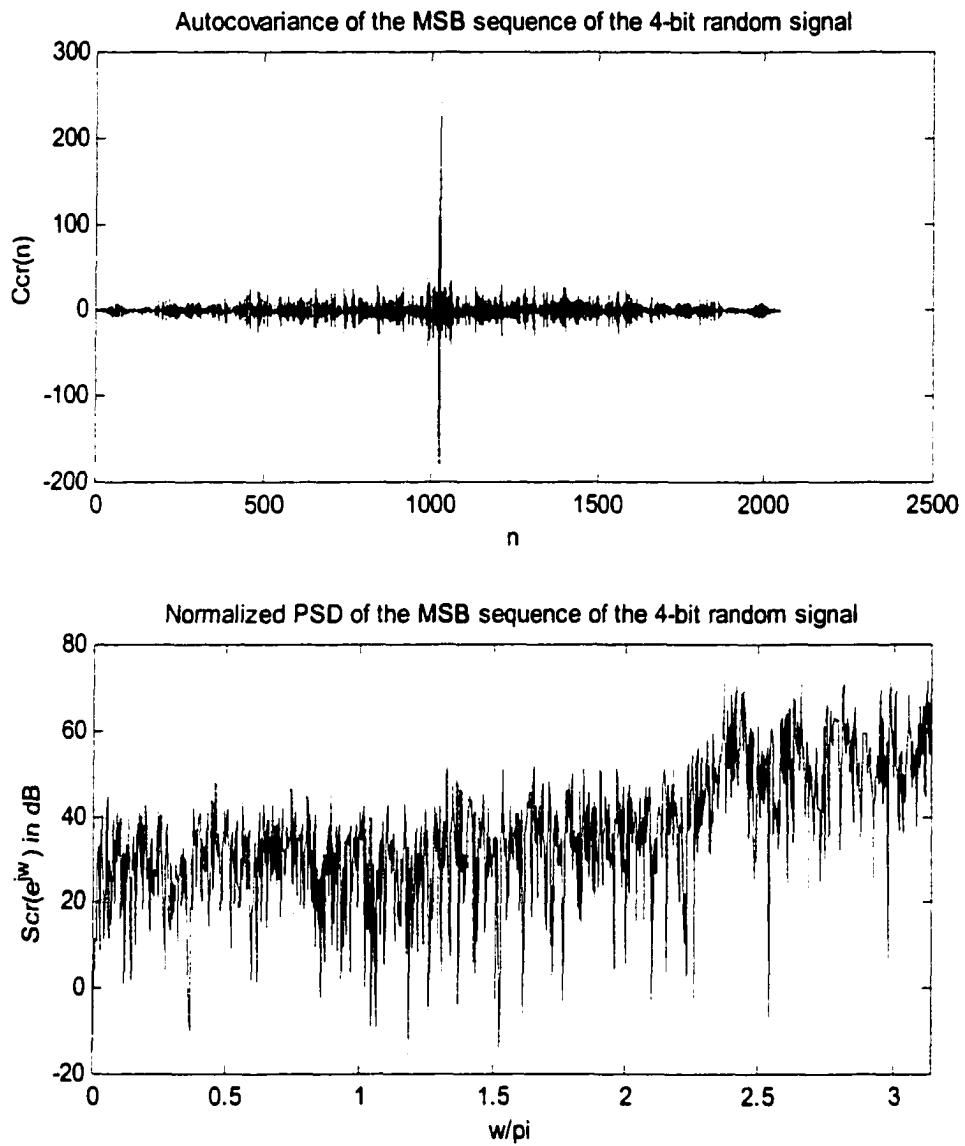 Autocovariance of the MSB sequence of the 4-bit random signal
300
200
100
0
-100
-200
Ccr(n)
0 500 1000 1500 2000 2500
n
Normalized PSD of the MSB sequence of the 4-bit random signal
80
60
40
20
0
-20
Scr(e^jw) in dB
0 0.5 1 1.5 2 2.5 3
w/pi